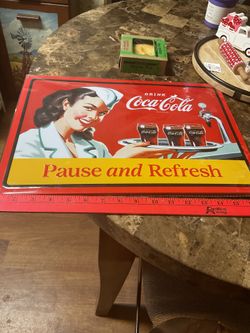 DRINK
Coca-Cola
Pause and Refresh